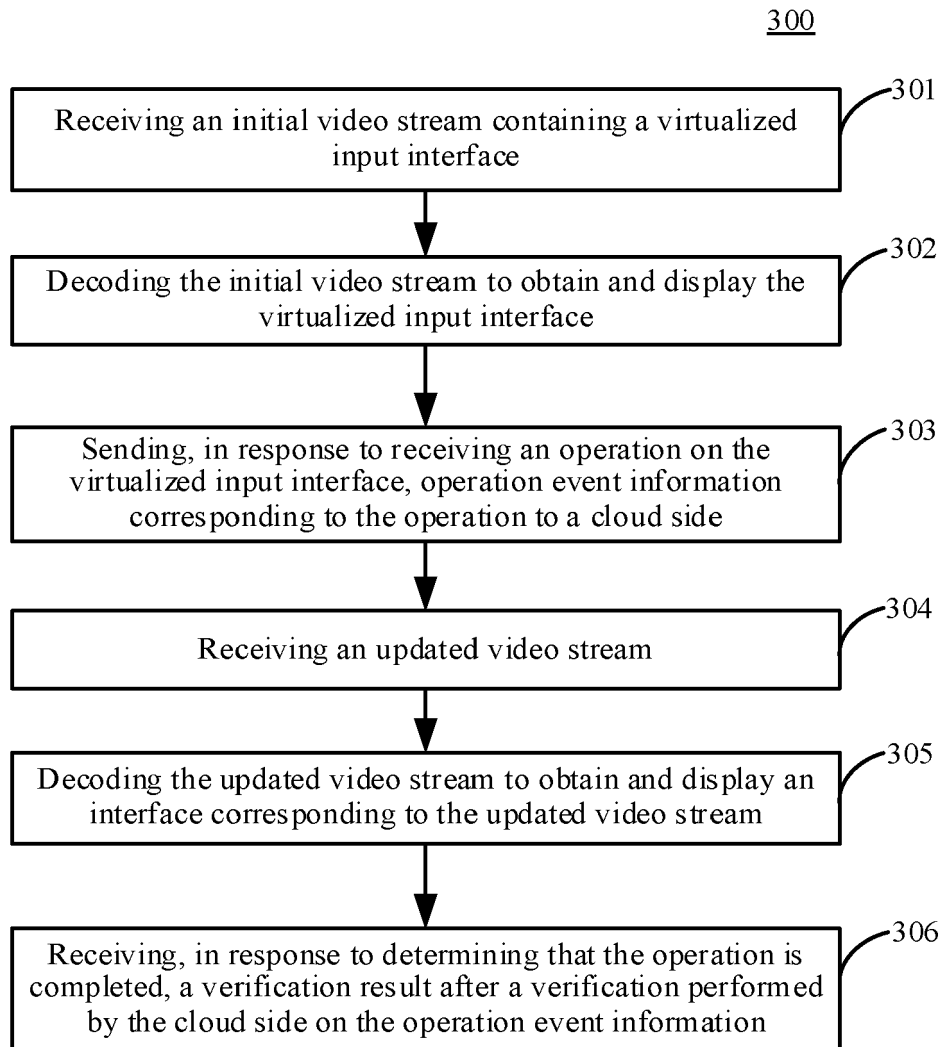 300
301
Receiving an initial video stream containing a virtualized
input interface
302
Decoding the initial video stream to obtain and display the
virtualized input interface
303
Sending, in response to receiving an operation on the
virtualized input interface, operation event information
corresponding to the operation to a cloud side
304
Receiving an updated video stream
305
Decoding the updated video stream to obtain and display an
interface corresponding to the updated video stream
306
Receiving, in response to determining that the operation is
completed, a verification result after a verification performed
by the cloud side on the operation event information